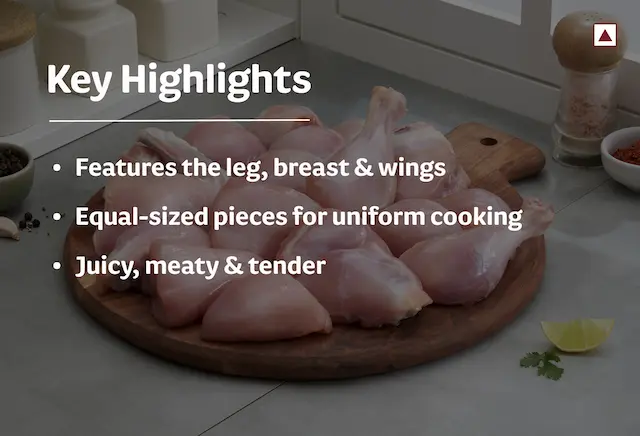 Key Highlights
• Features the leg, breast & wings
• Equal-sized pieces for uniform cooking
• Juicy, meaty & tender